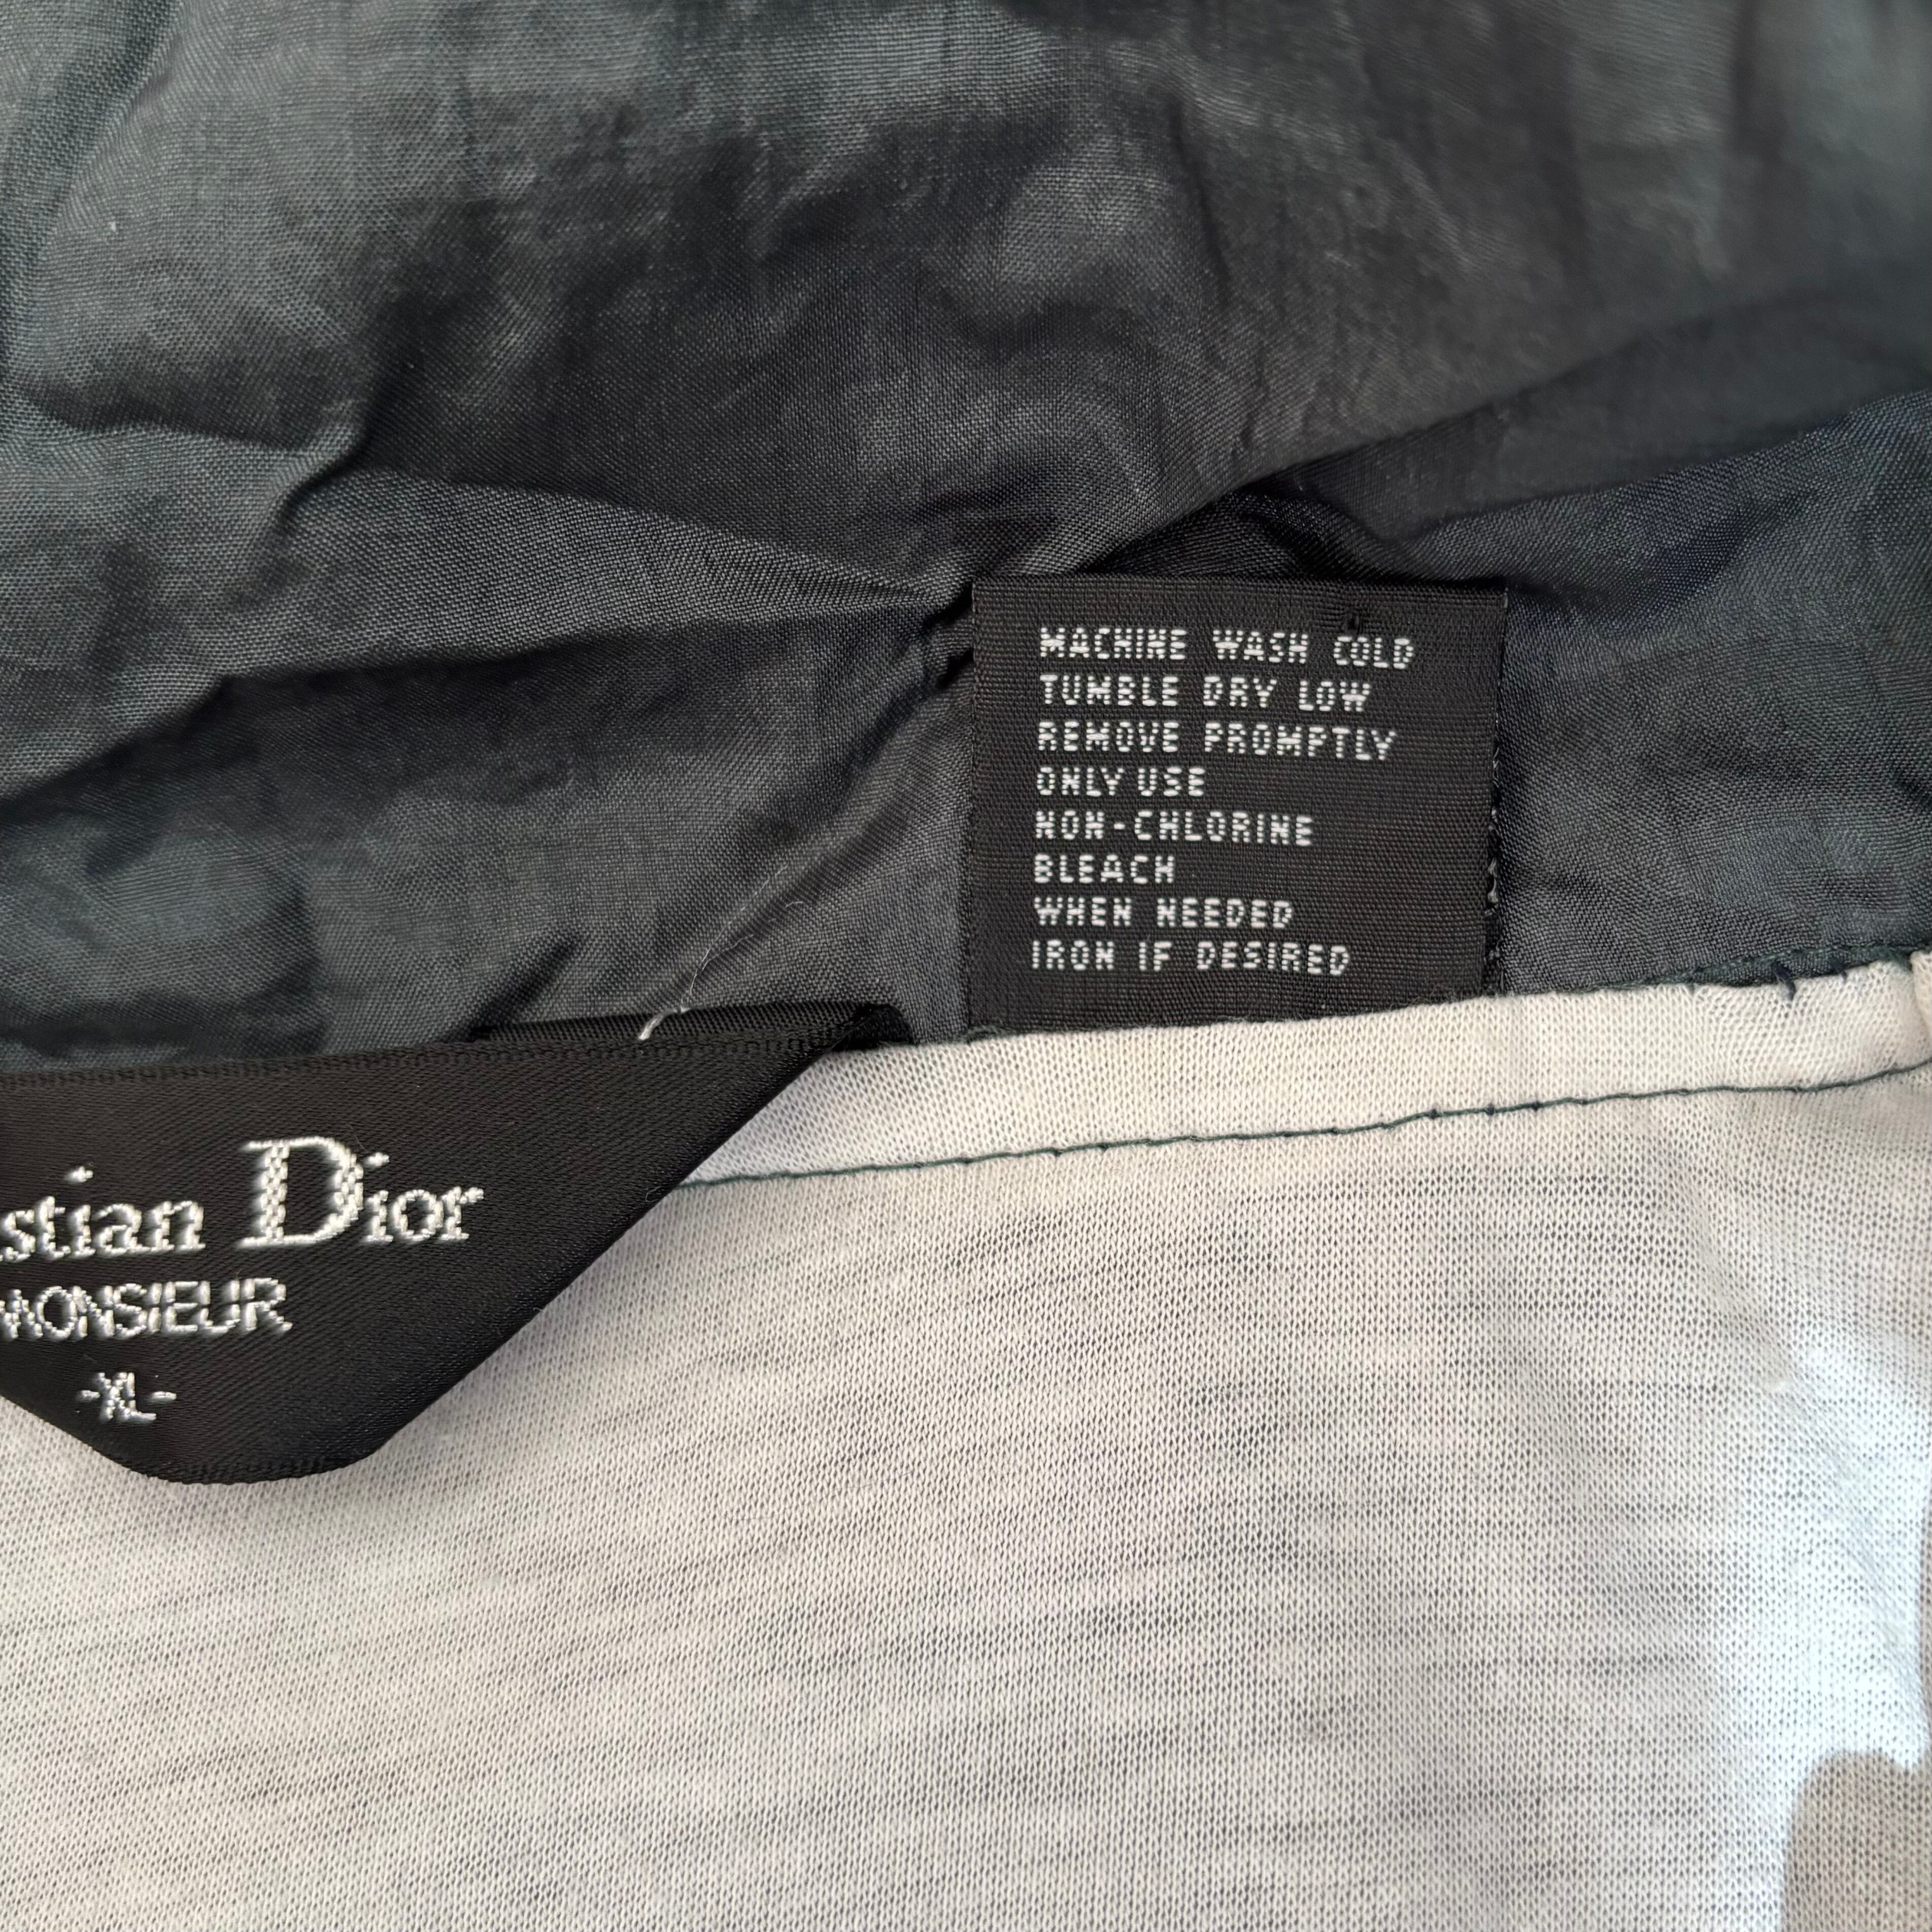 MACHINE WASH COLD
TUMBLE DRY LOW
REMOVE PROMPTLY
ONLY USE
NON-CHLORINE
BLEACH
WHEN NEEDED
IRON IF DESIRED
stian Dior
MONSIEUR
-XL-